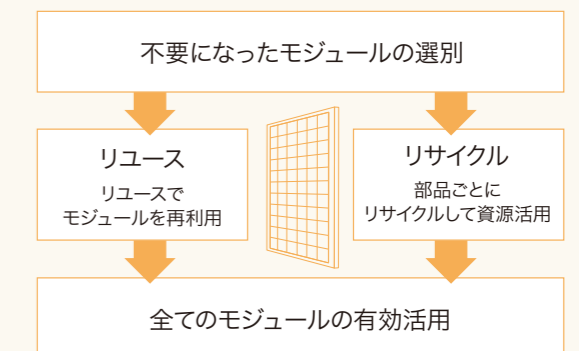 不要になったモジュールの選別
リユース
リユースで
モジュールを再利用
リサイクル
部品ごとに
リサイクルして資源活用
全てのモジュールの有効活用